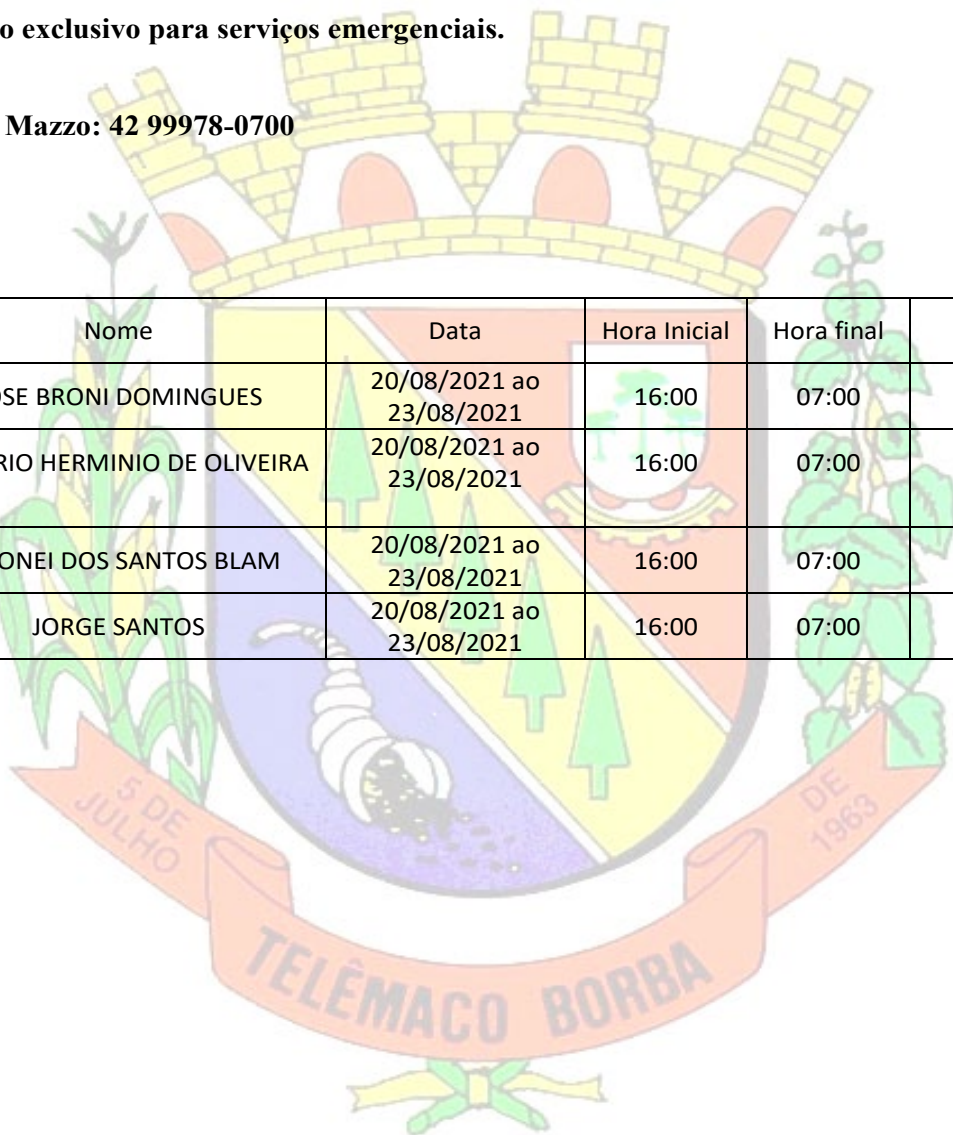 o exclusivo para serviços emergenciais.
Mazzo: 42 99978-0700
Nome Data Hora Inicial Hora final
OSE BRONI DOMINGUES 20/08/2021 ao 23/08/2021 16:00 07:00
RIO HERMINIO DE OLIVEIRA 20/08/2021 ao 23/08/2021 16:00 07:00
ONEI DOS SANTOS BLAM 20/08/2021 ao 23/08/2021 16:00 07:00
JORGE SANTOS 20/08/2021 ao 23/08/2021 16:00 07:00
5 DE
JULHO
DE
1963
TELÊMACO BORBA